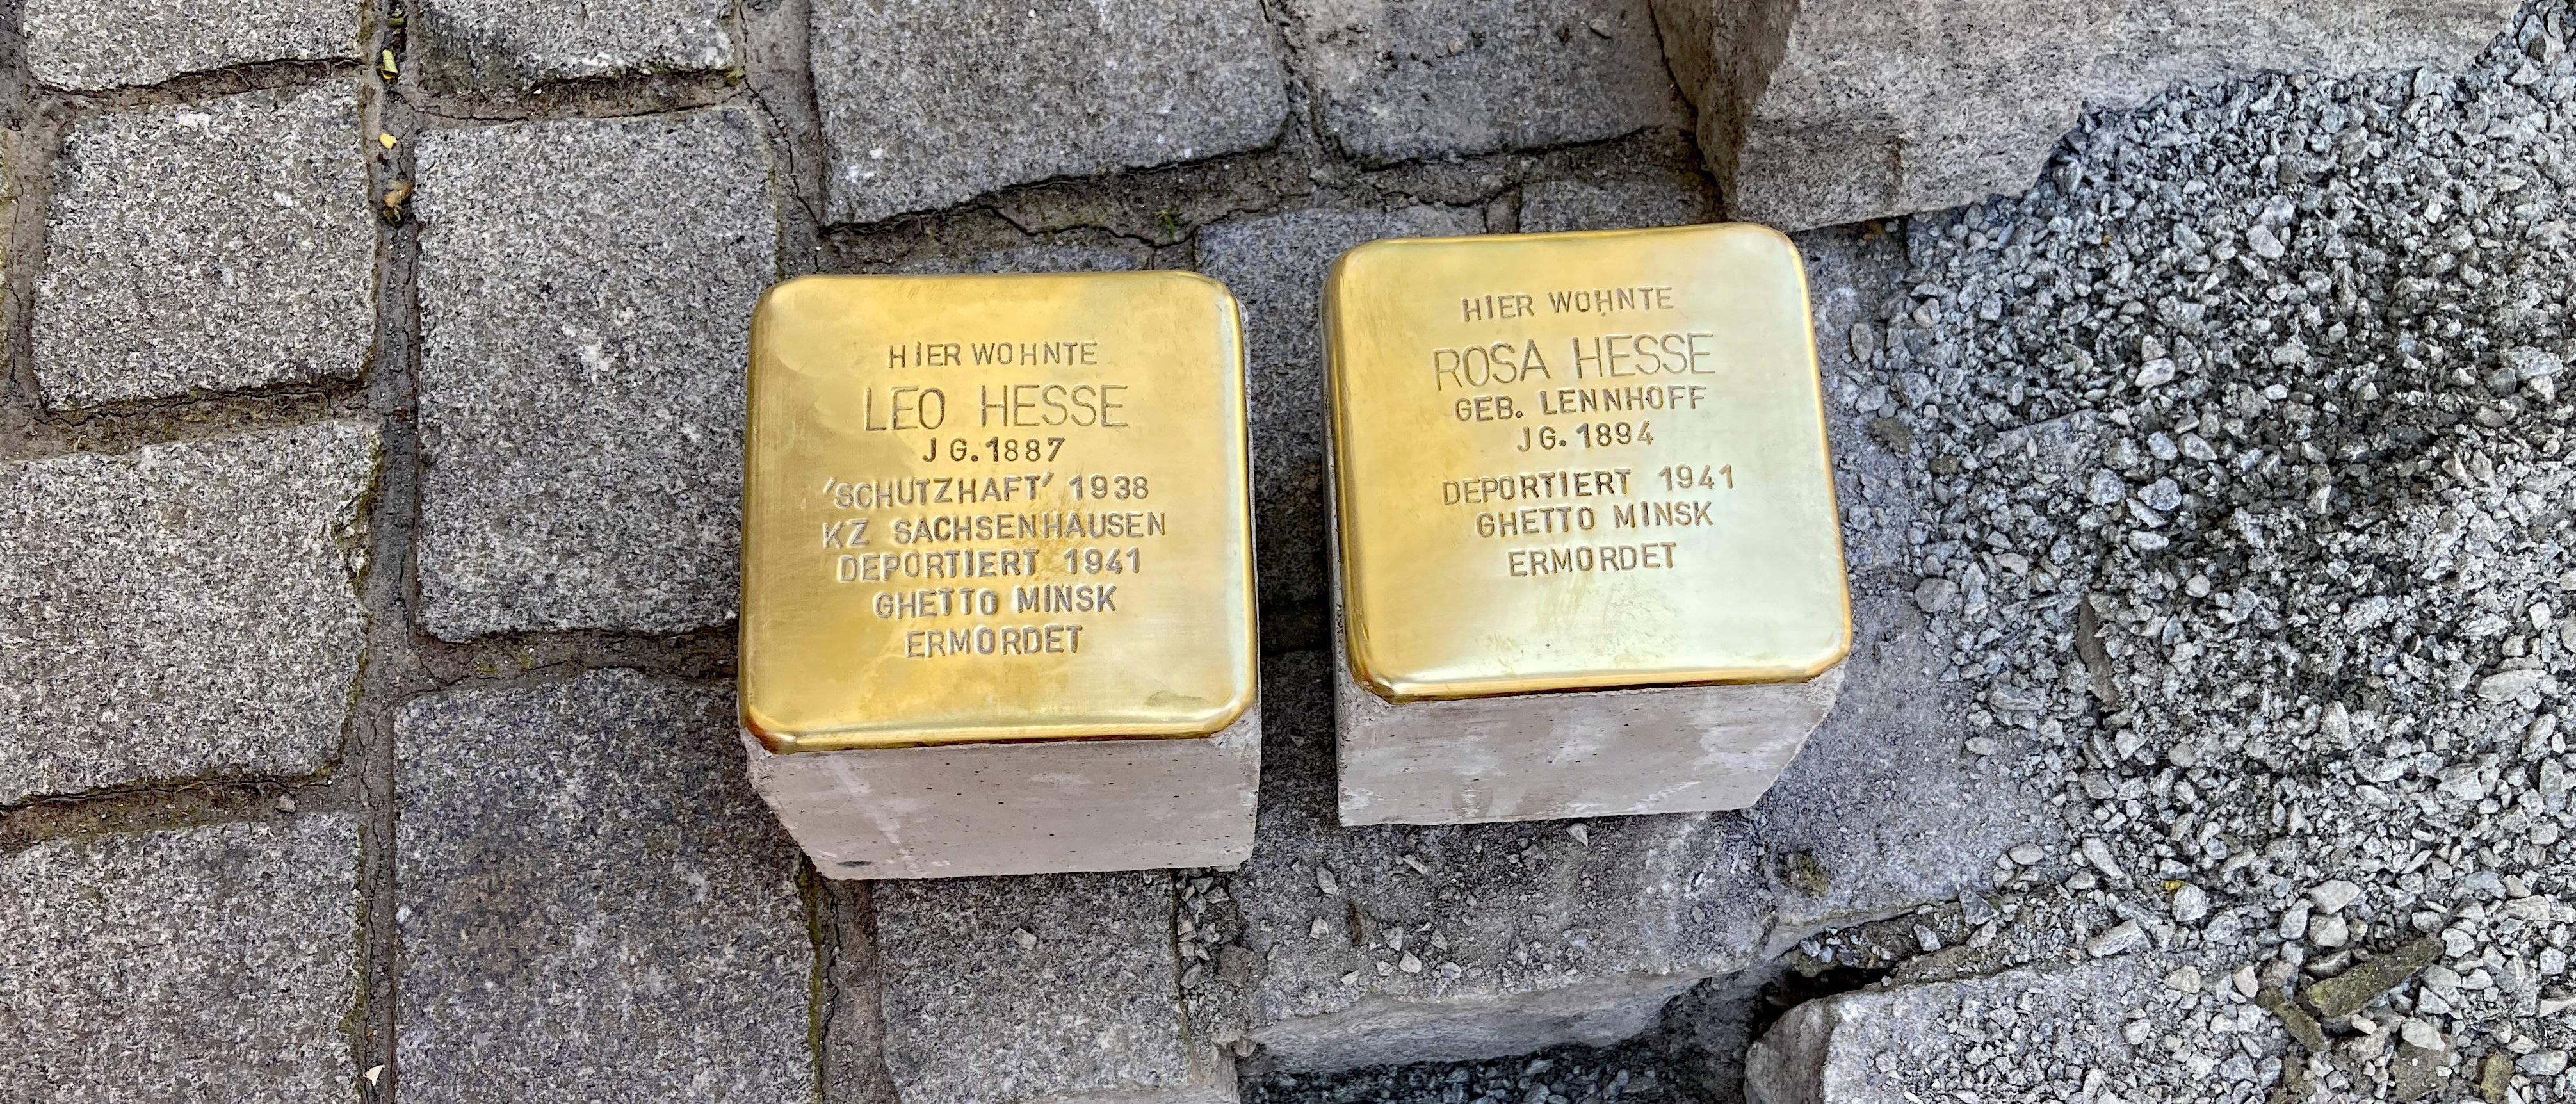 HIER WOHNTE
LEO HESSE
JG. 1887
'SCHUTZHAFT' 1938
KZ SACHSENHAUSEN
DEPORTIERT 1941
GHETTO MINSK
ERMORDET
HIER WOHNTE
ROSA HESSE
GEB. LENNHOFF
JG. 1894
DEPORTIERT 1941
GHETTO MINSK
ERMORDET